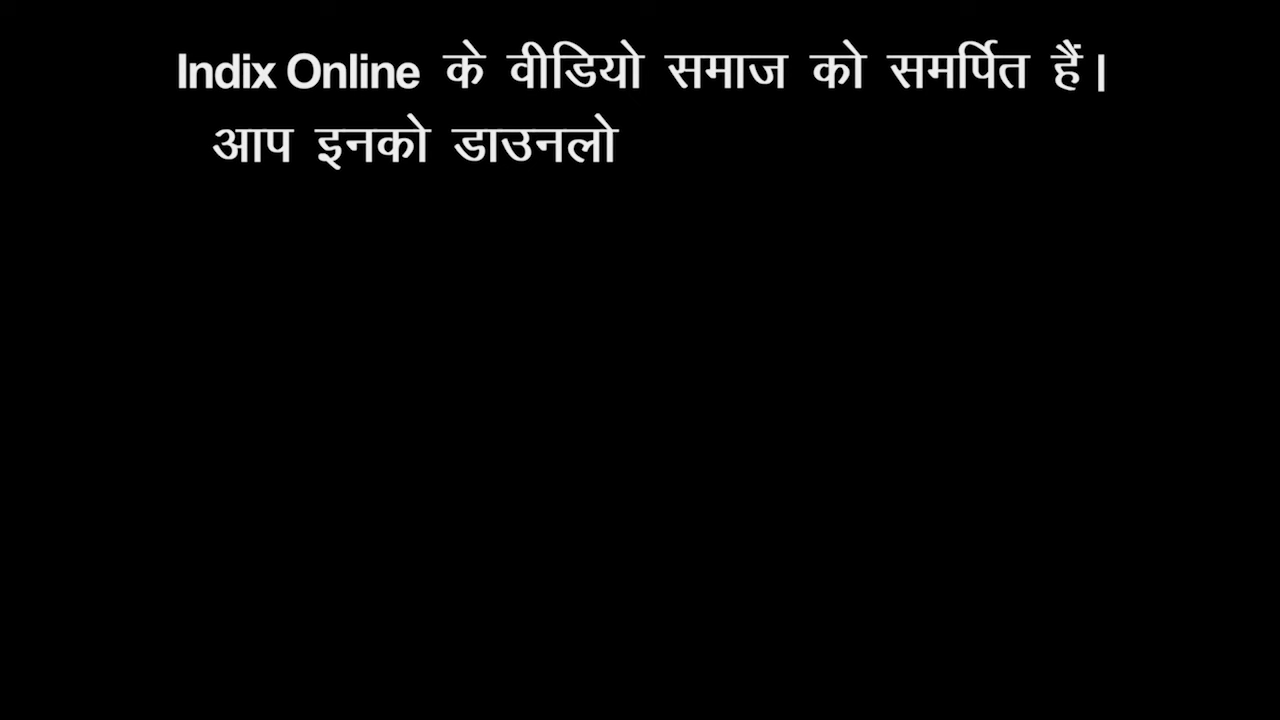 Indix Online के वीडियो समाज को समर्पित हैं।
आप इनको डाउनलो